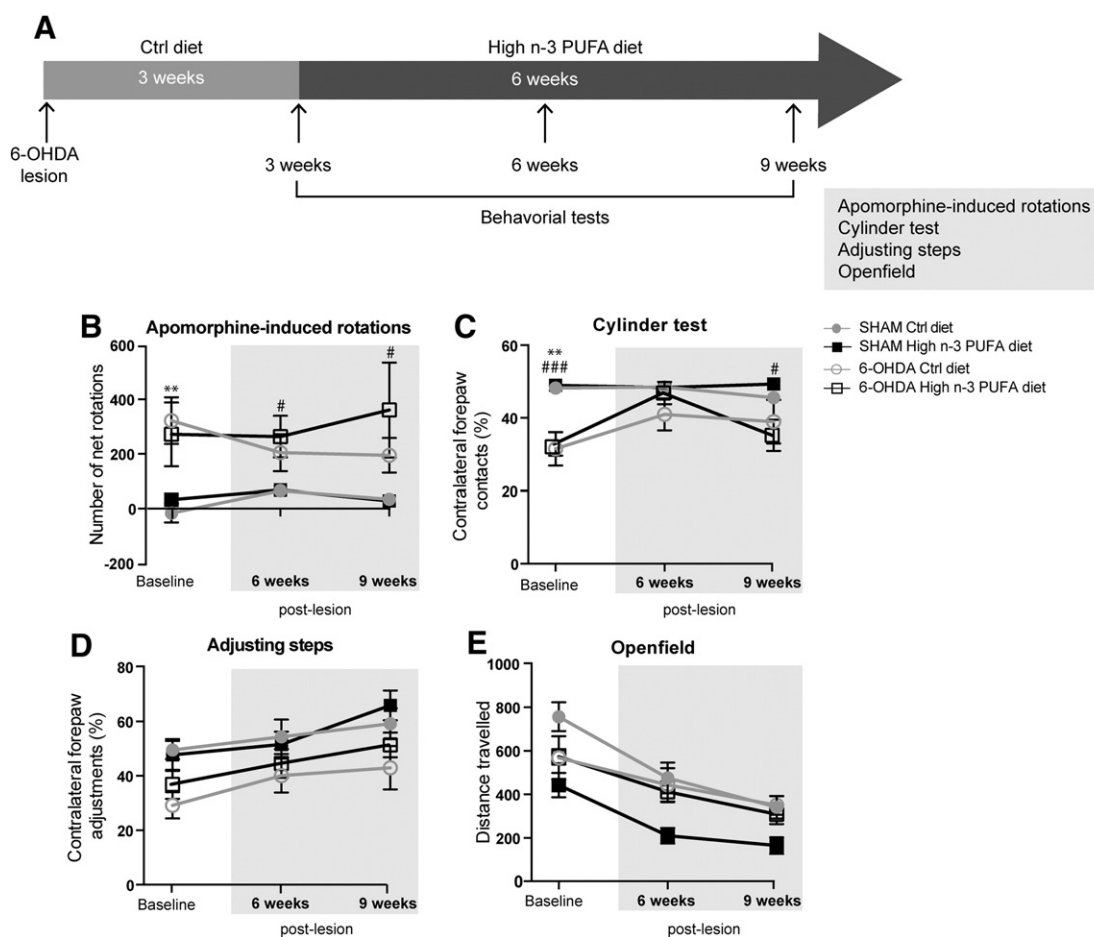 A
Ctrl diet
High n-3 PUFA diet
3 weeks
6 weeks
6-OHDA
lesion
3 weeks
6 weeks
9 weeks
Behavorial tests
Apomorphine-induced rotations
Cylinder test
Adjusting steps
Openfield
B
Apomorphine-induced rotations
Number of net rotations
600
400
200
0
-200
**
#
#
Baseline
6 weeks
9 weeks
post-lesion
C
Cylinder test
Contralateral forepaw
contacts (%)
60
40
20
0
**
###
#
Baseline
6 weeks
9 weeks
post-lesion
SHAM Ctrl diet
SHAM High n-3 PUFA diet
6-OHDA Ctrl diet
6-OHDA High n-3 PUFA diet
D
Adjusting steps
Contralateral forepaw
adjustments (%)
80
60
40
20
0
Baseline
6 weeks
9 weeks
post-lesion
E
Openfield
Distance travelled
1000
800
600
400
200
0
Baseline
6 weeks
9 weeks
post-lesion